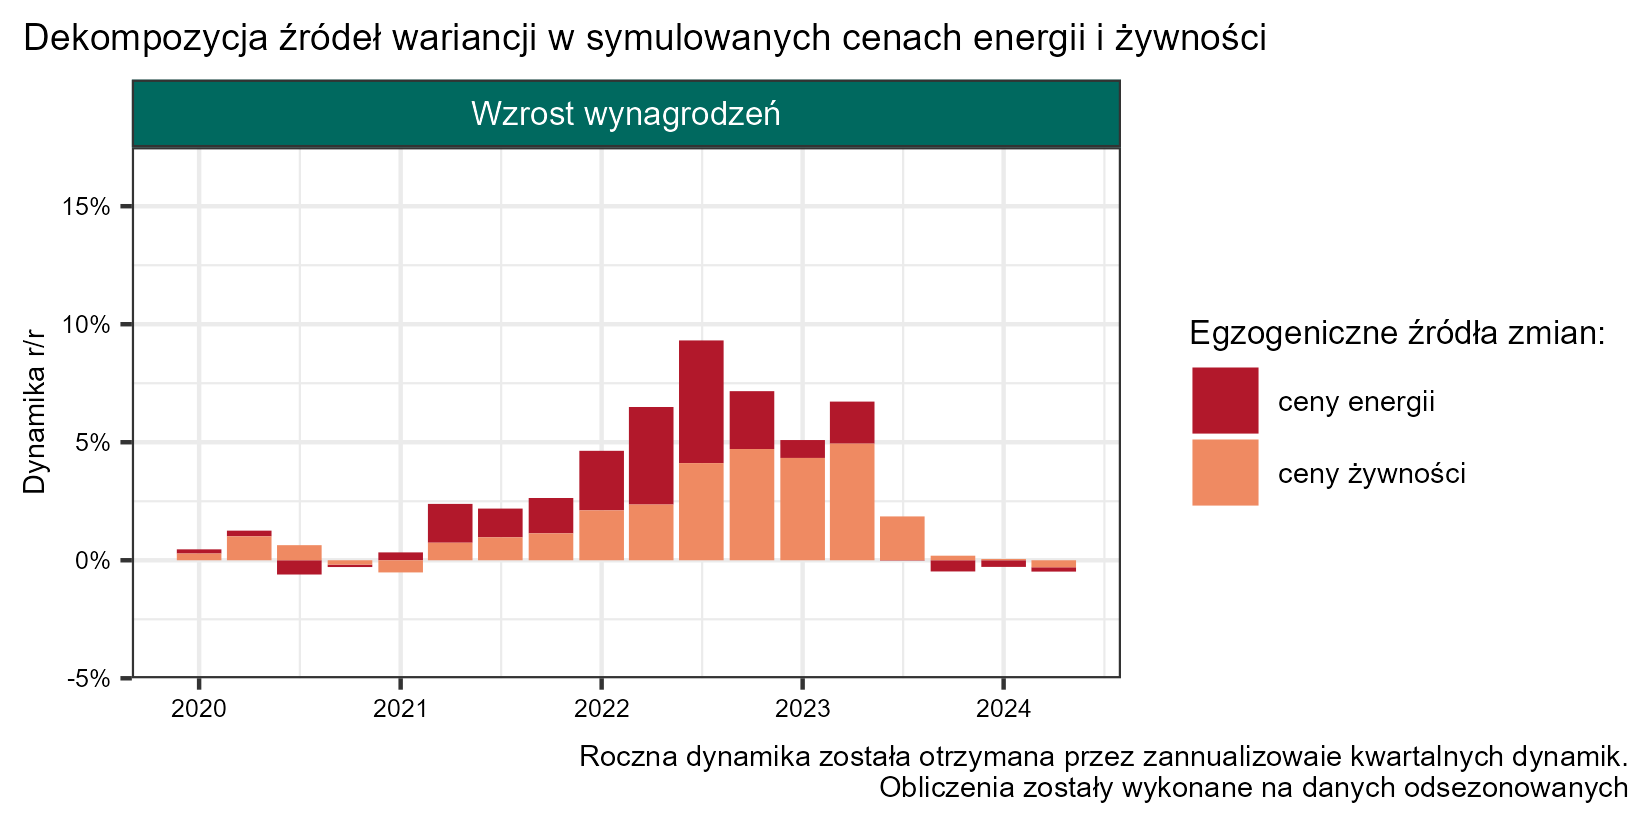 Dekompozycja źródeł wariancji w symulowanych cenach energii i żywności
Wzrost wynagrodzeń
15%
10%
5%
0%
-5%
Dynamika r/r
2020
2021
2022
2023
2024
Egzogeniczne źródła zmian:
ceny energii
ceny żywności
Roczna dynamika została otrzymana przez zannualizowaie kwartalnych dynamik.
Obliczenia zostały wykonane na danych odsezonowanych